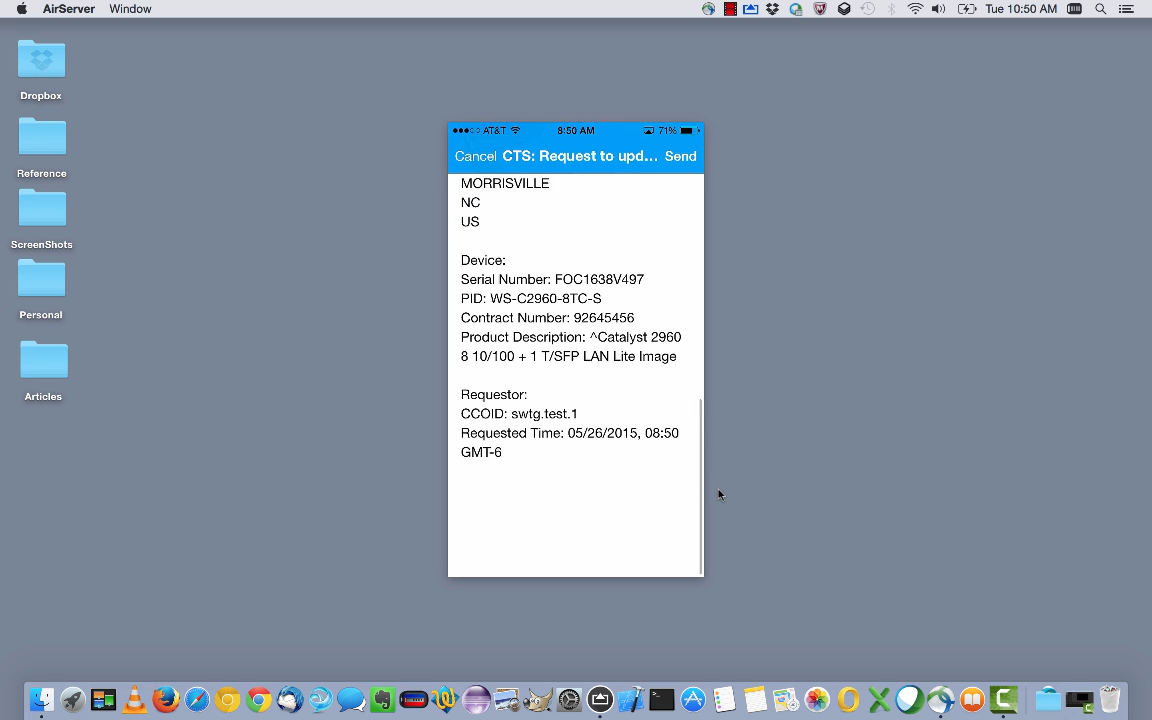 AirServer Window Tue 10:50 AM
Dropbox
Reference
ScreenShots
Personal
Articles
AT&T 8:50 AM 71%
Cancel CTS: Request to upd... Send
MORRISVILLE
NC
US
Device:
Serial Number: FOC1638V497
PID: WS-C2960-8TC-S
Contract Number: 92645456
Product Description: ^Catalyst 2960
8 10/100 + 1 T/SFP LAN Lite Image
Requestor:
CCOID: swtg.test.1
Requested Time: 05/26/2015, 08:50
GMT-6